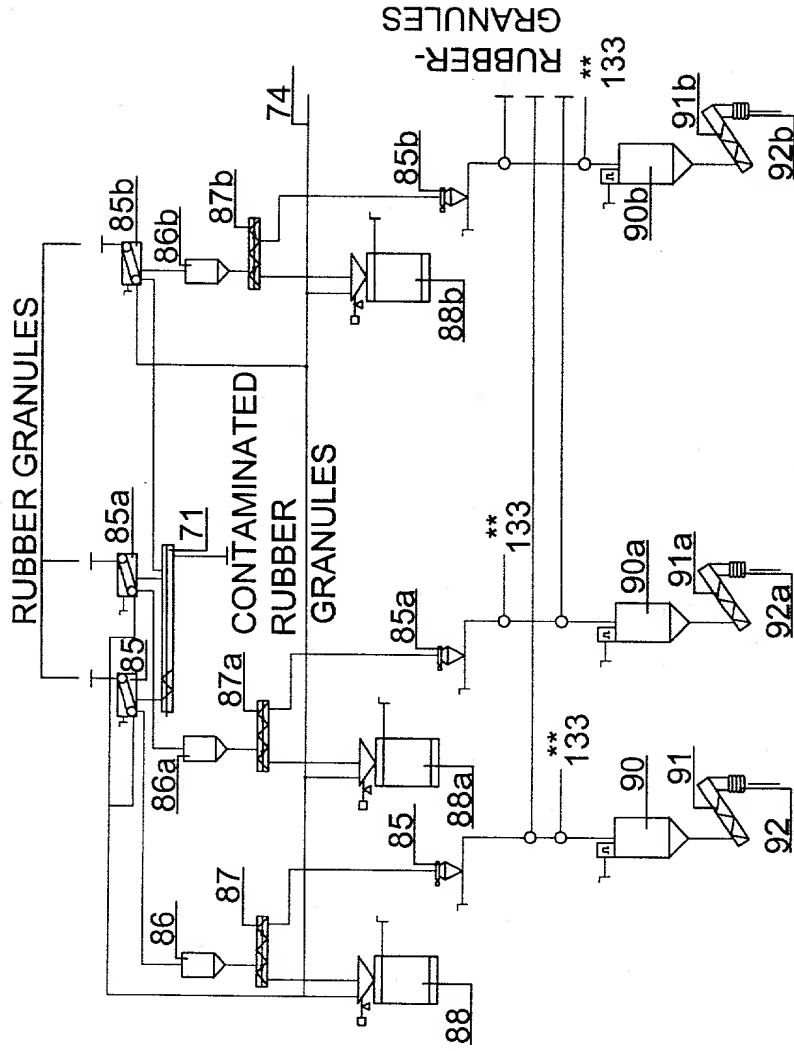 RUBBER GRANULES
85
85a
85b
71
86
86a
86b
87
87a
87b
CONTAMINATED
RUBBER
GRANULES
74
88
88a
88b
85
85a
85b
RUBBER-
GRANULES
**
133
**
133
**
133
90
90a
90b
91
91a
91b
92
92a
92b